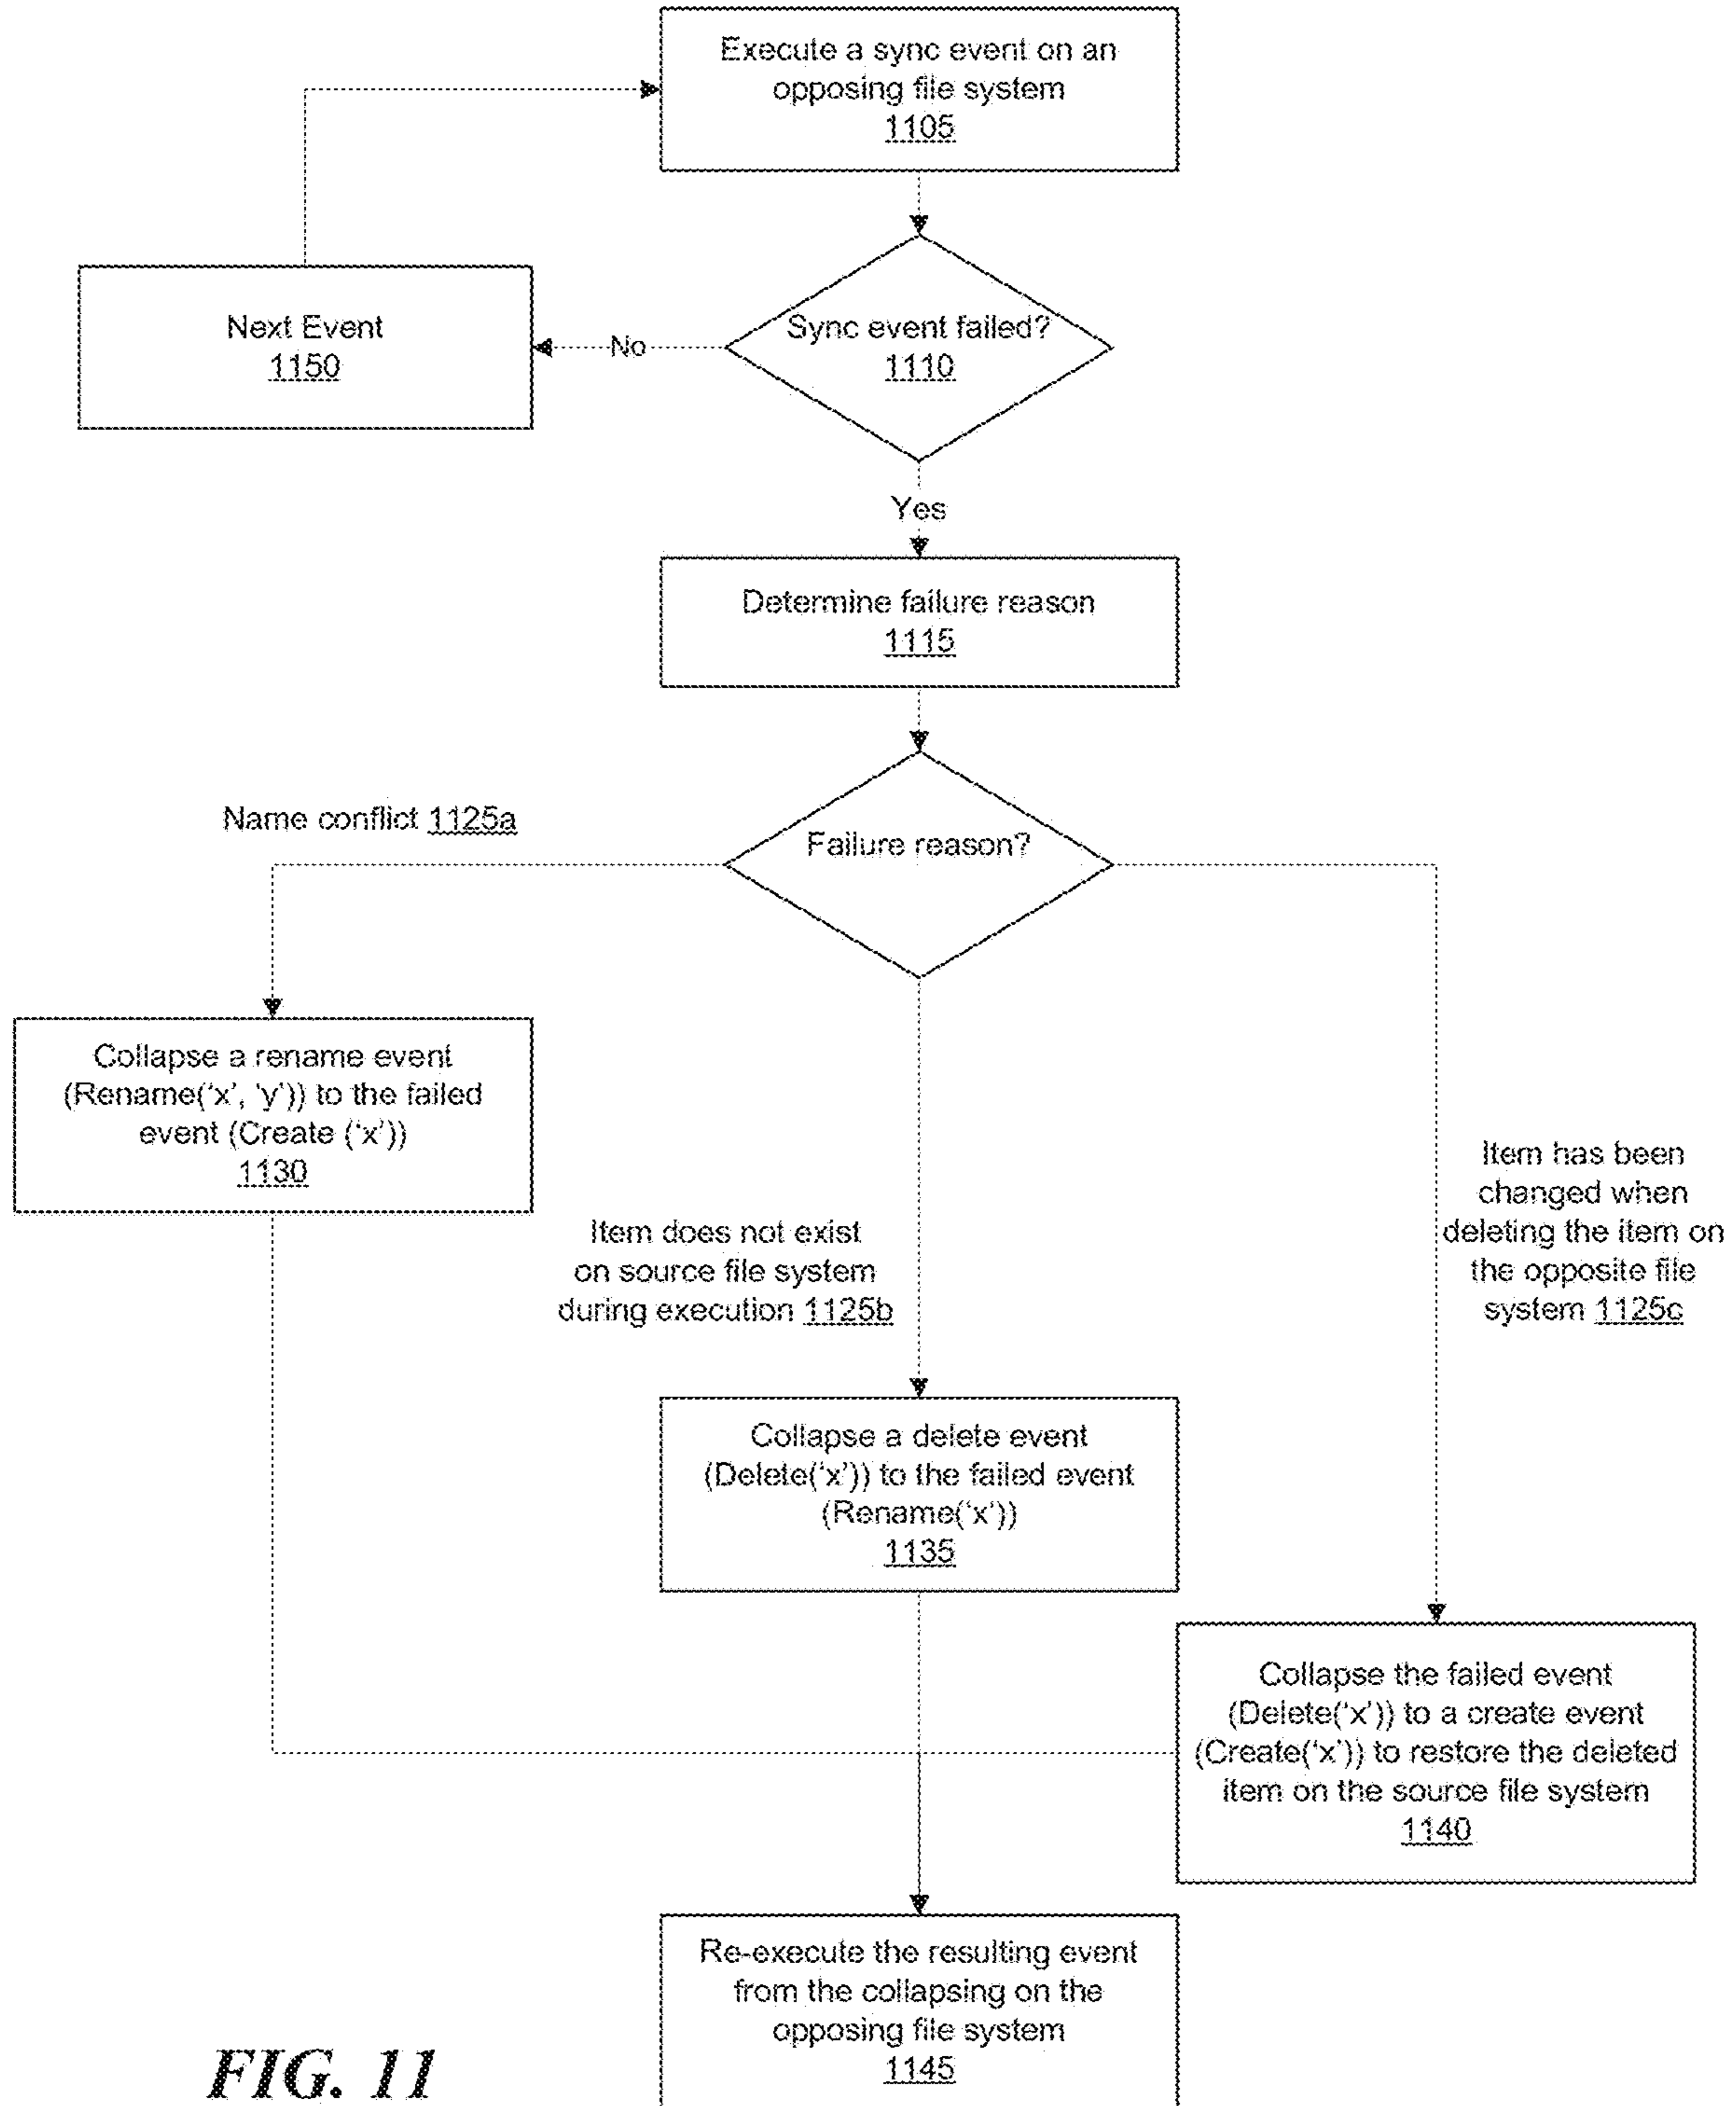 Execute a sync event on an
opposing file system
1105
Next Event
1150
No
Sync event failed?
1110
Yes
Determine failure reason
1115
Name conflict 1125a
Failure reason?
Collapse a rename event
(Rename(‘x’, ‘y’)) to the failed
event (Create (‘x’))
1130
Item does not exist
on source file system
during execution 1125b
Item has been
changed when
deleting the item on
the opposite file
system 1125c
Collapse a delete event
(Delete(‘x’)) to the failed event
(Rename(‘x’))
1135
Collapse the failed event
(Delete(‘x’)) to a create event
(Create(‘x’)) to restore the deleted
item on the source file system
1140
Re-execute the resulting event
from the collapsing on the
opposing file system
1145
FIG. 11